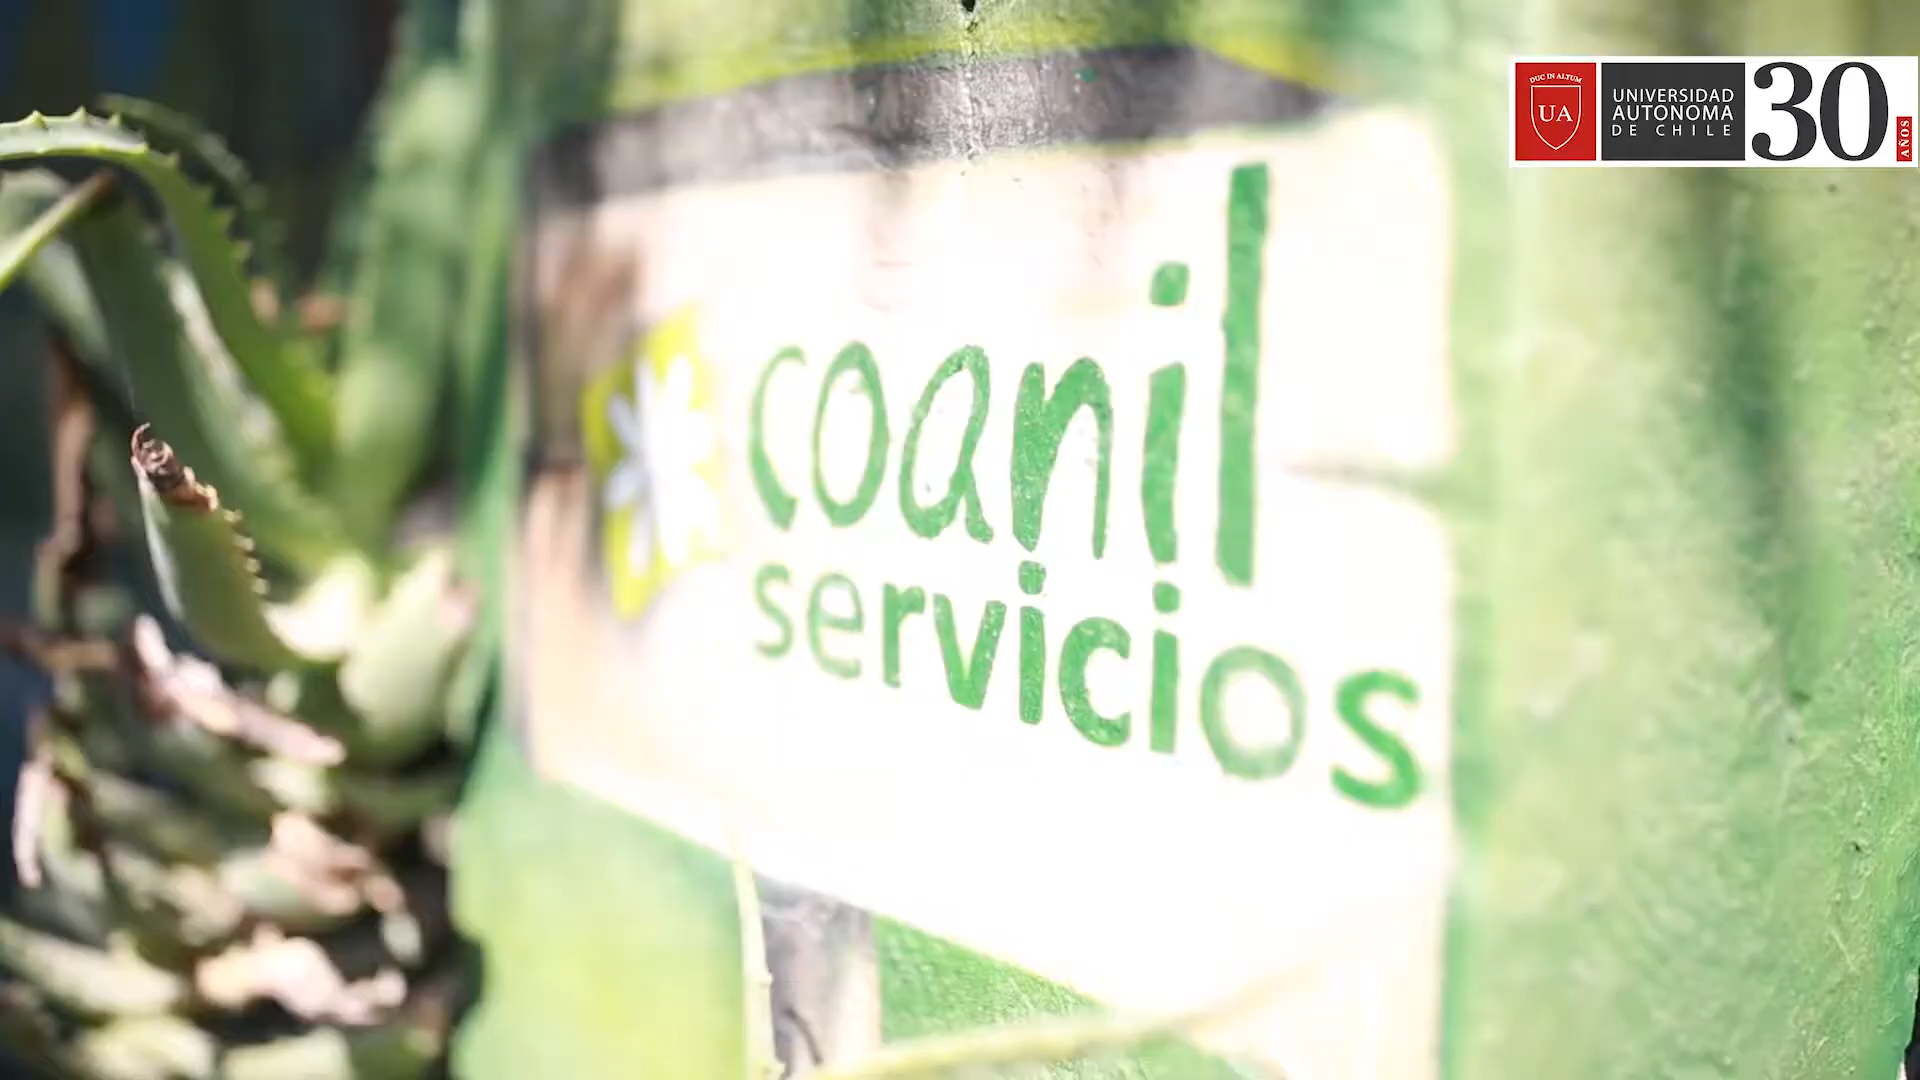 coanil
servicios
DUC IN ALTUM
UA
UNIVERSIDAD
AUTONOMA
DE CHILE
30
AÑOS